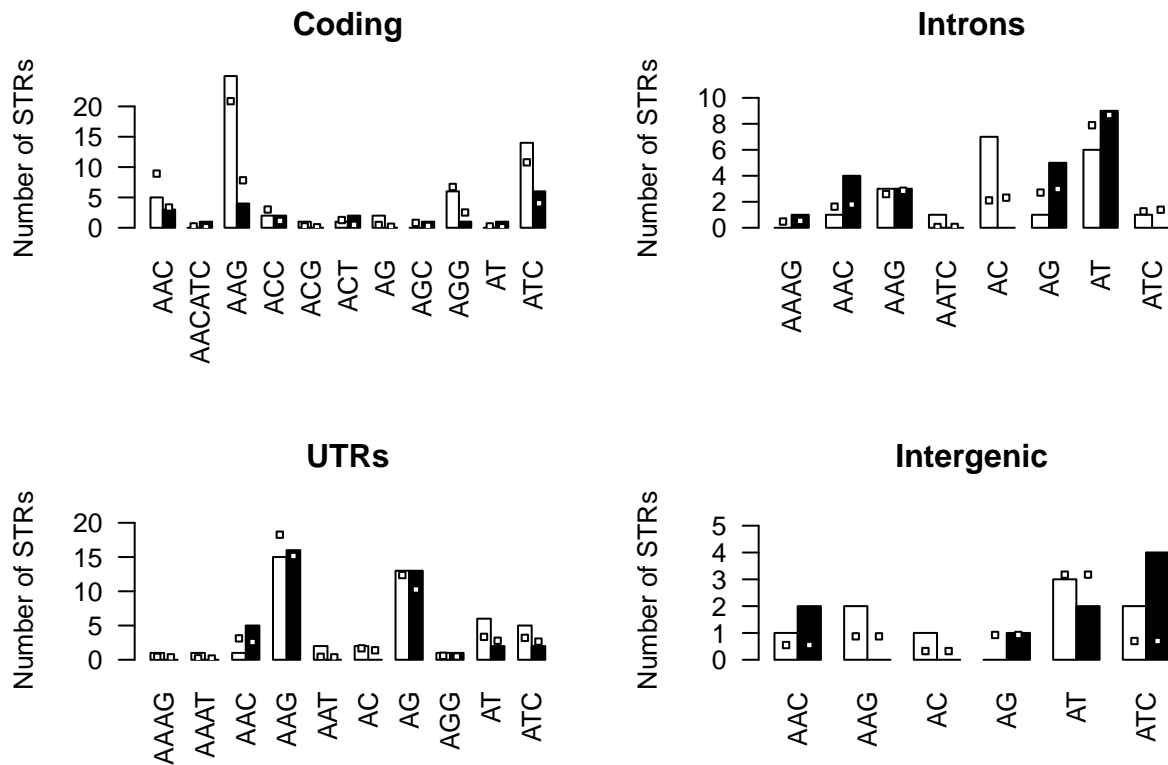 Coding
Number of STRs
20
15
10
5
0
AAC
AACATC
AAG
ACC
ACG
ACT
AG
AGC
AGG
AT
ATC
Introns
Number of STRs
10
8
6
4
2
0
AAAG
AAC
AAG
AATC
AC
AG
AT
ATC
UTRs
Number of STRs
20
15
10
5
0
AAAG
AAAT
AAC
AAG
AAT
AC
AG
AGG
AT
ATC
Intergenic
Number of STRs
5
4
3
2
1
0
AAC
AAG
AC
AG
AT
ATC